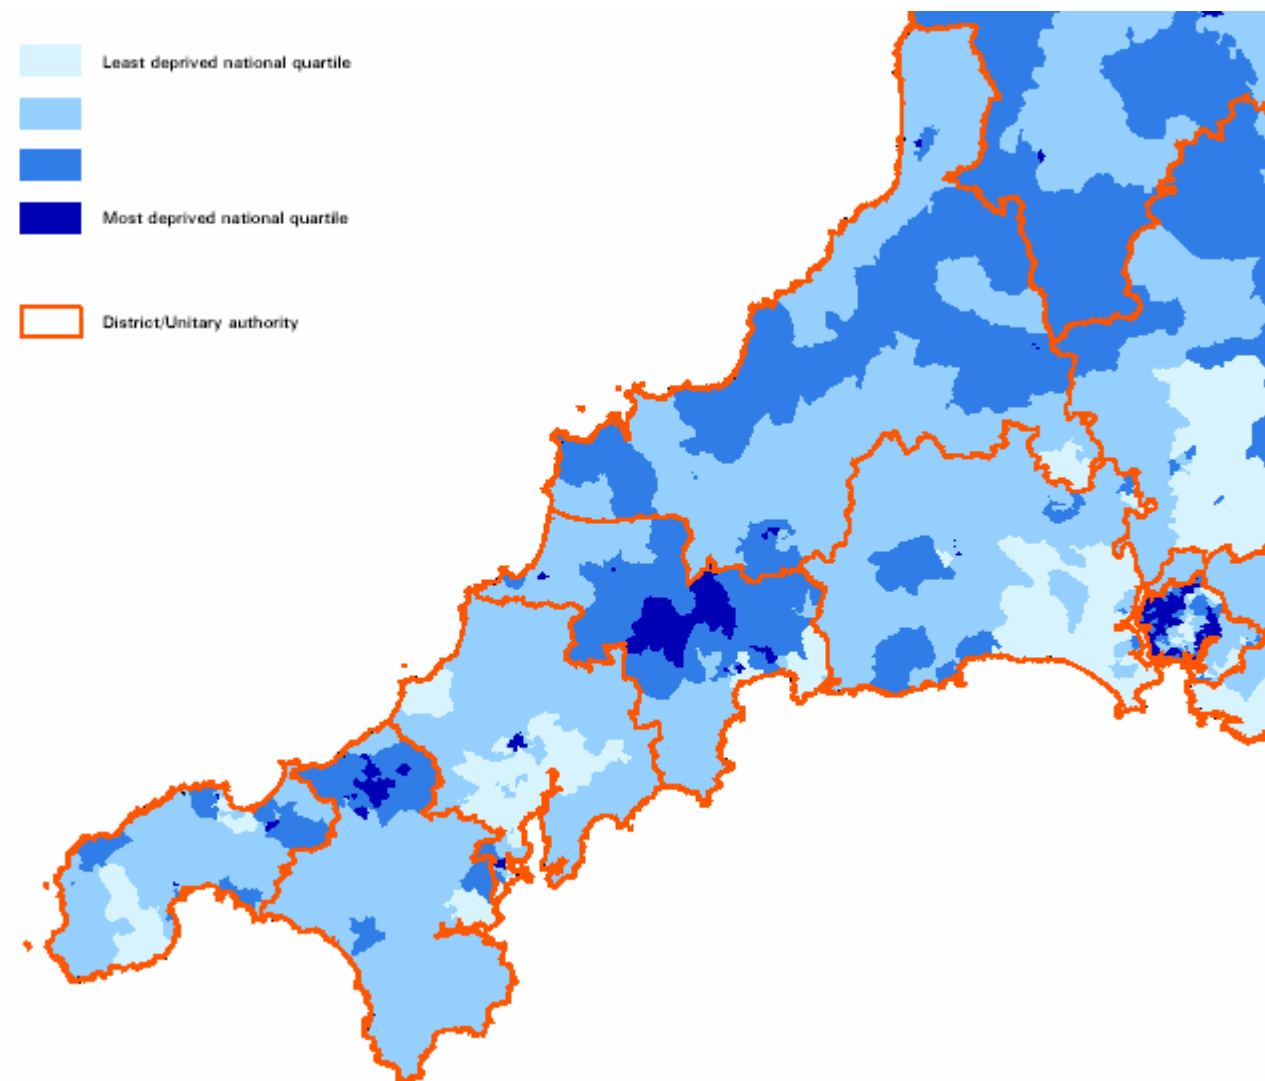 Least deprived national quartile
Most deprived national quartile
District/Unitary authority